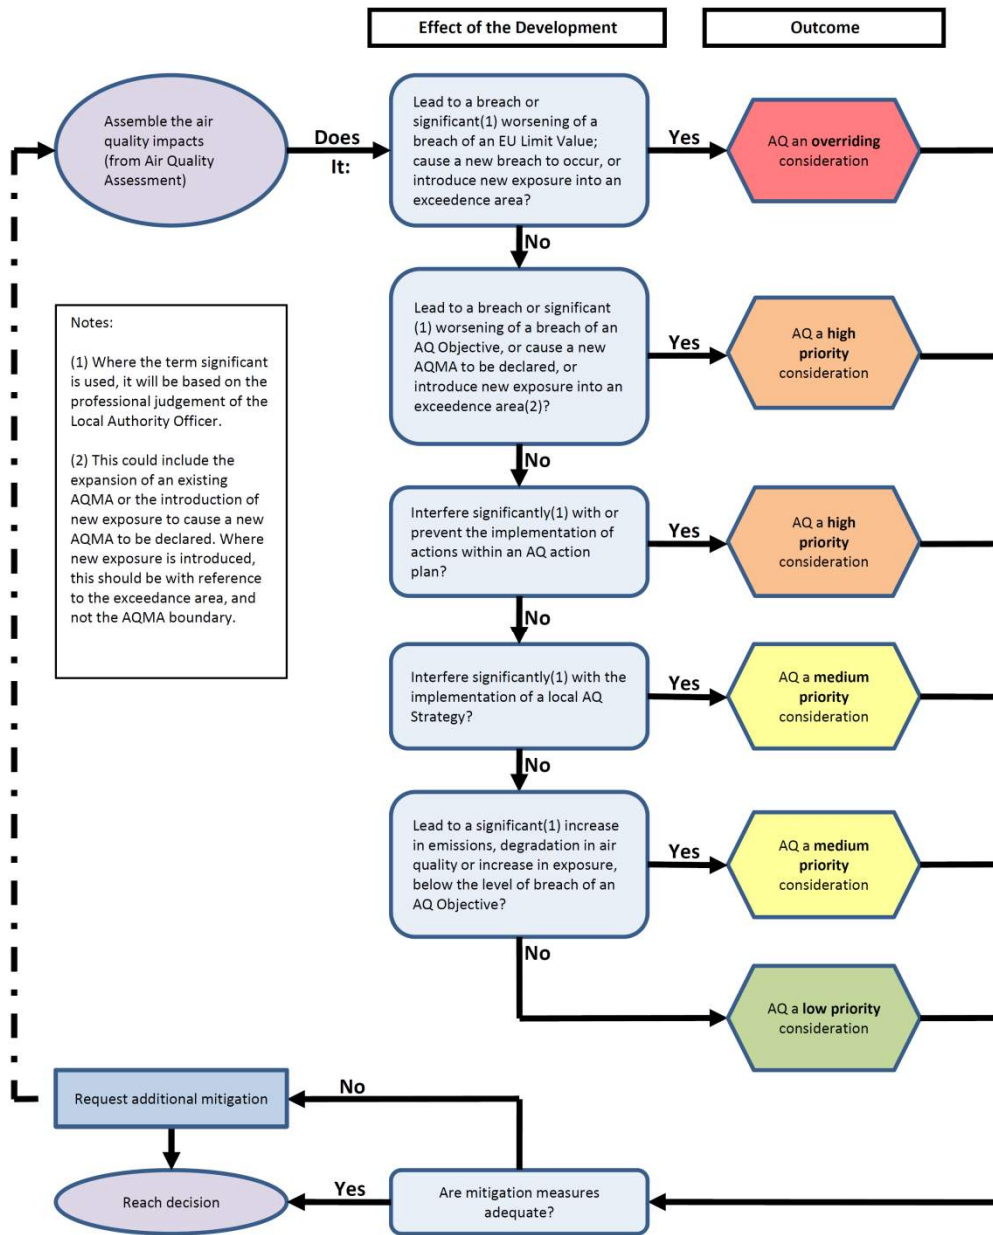 Effect of the Development
Outcome
Assemble the air
quality impacts
(from Air Quality
Assessment)
Does
It:
Lead to a breach or
significant(1) worsening of a
breach of an EU Limit Value;
cause a new breach to occur, or
introduce new exposure into an
exceedence area?
Yes
AQ an overriding
consideration
No
Lead to a breach or significant
(1) worsening of a breach of an
AQ Objective, or cause a new
AQMA to be declared, or
introduce new exposure into an
exceedence area(2)?
Yes
AQ a high
priority
consideration
Notes:
(1) Where the term significant
is used, it will be based on the
professional judgement of the
Local Authority Officer.
(2) This could include the
expansion of an existing
AQMA or the introduction of
new exposure to cause a new
AQMA to be declared. Where
new exposure is introduced,
this should be with reference
to the exceedance area, and
not the AQMA boundary.
No
Interfere significantly(1) with or
prevent the implementation of
actions within an AQ action
plan?
Yes
AQ a high
priority
consideration
No
Interfere significantly(1) with the
implementation of a local AQ
Strategy?
Yes
AQ a medium
priority
consideration
No
Lead to a significant(1) increase
in emissions, degradation in air
quality or increase in exposure,
below the level of breach of an
AQ Objective?
Yes
AQ a medium
priority
consideration
No
AQ a low priority
consideration
Request additional mitigation
No
Reach decision
Yes
Are mitigation measures
adequate?